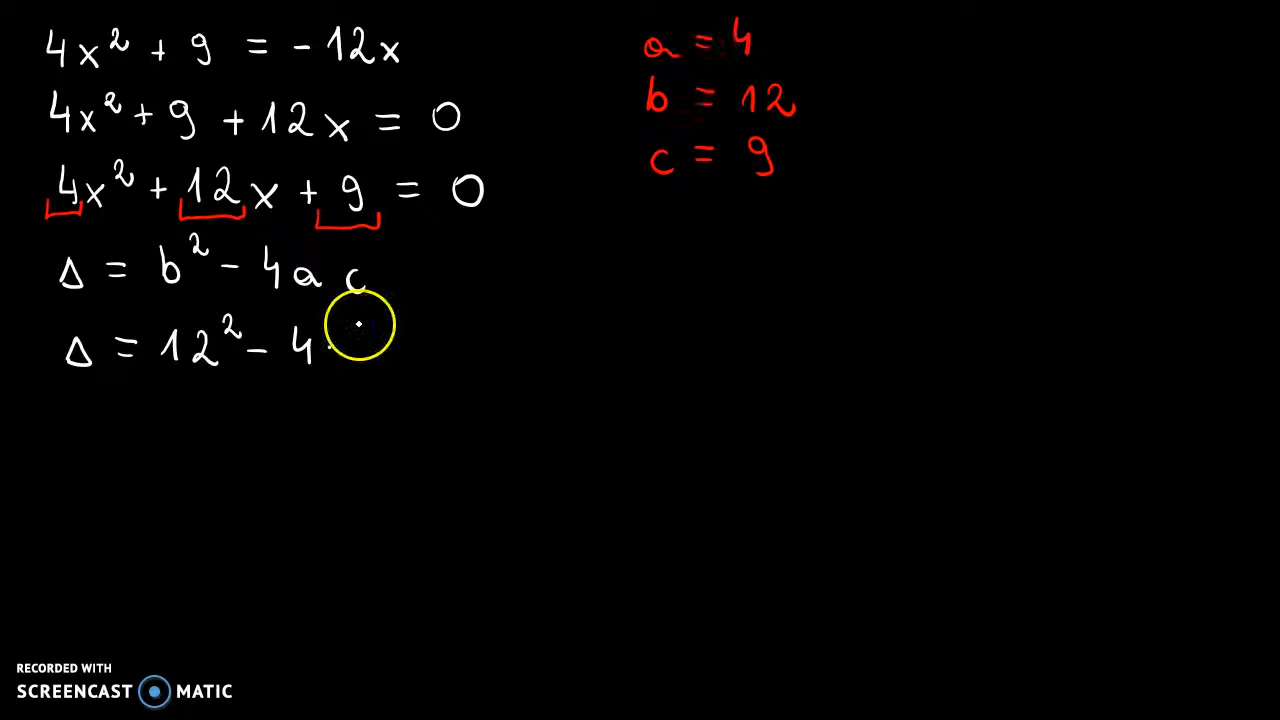 4x² + 9 = - 12x
4x² + 9 + 12x = 0
4x² + 12x + 9 = 0
Δ = b² - 4ac
Δ = 12² - 4 ·
a = 4
b = 12
c = 9
RECORDED WITH
SCREENCAST MATIC